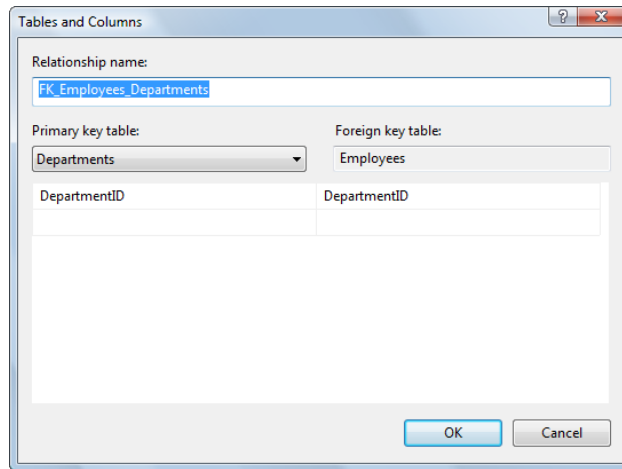 Tables and Columns
Relationship name:
FK_Employees_Departments
Primary key table: Foreign key table:
Departments Employees
DepartmentID DepartmentID
OK Cancel